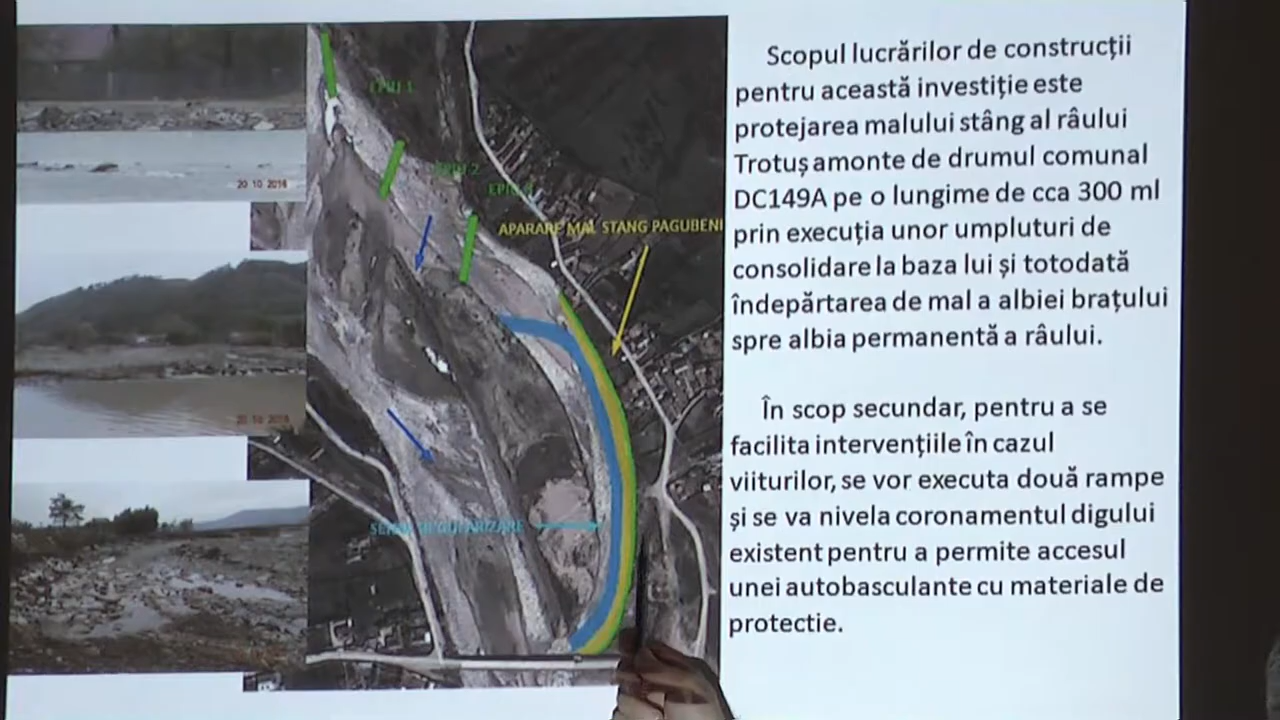 20 10 2016
20 10 2016
EPIU 1
EPIU 2
APARARE MAL STANG PAGUBENI
Scopul lucrărilor de construcții
pentru această investiție este
protejarea malului stâng al râului
Trotuș amonte de drumul comunal
DC149A pe o lungime de cca 300 ml
prin execuția unor umpluturi de
consolidare la baza lui și totodată
îndepărtarea de mal a albiei brațului
spre albia permanentă a râului.
În scop secundar, pentru a se
facilita intervențiile în cazul
viiturilor, se vor executa două rampe
și se va nivela coronamentul digului
existent pentru a permite accesul
unei autobasculante cu materiale de
protectie.